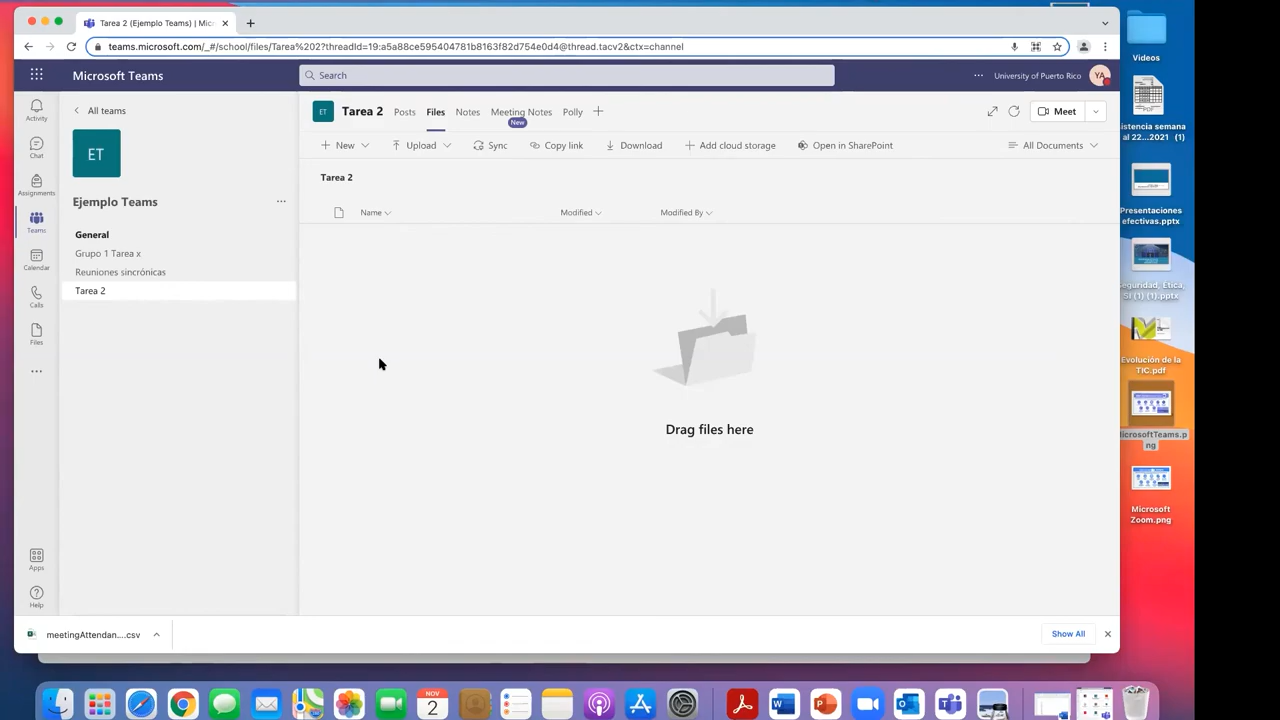 Tarea 2 (Ejemplo Teams) | Mic
teams.microsoft.com/_#/school/files/Tarea%202?threadId=19:a5a88ce595404781b8163f82d754e0d4@thread.tacv2&ctx=channel
Microsoft Teams
Search
University of Puerto Rico
YA
Activity
Chat
Assignments
Teams
Calendar
Calls
Files
Apps
Help
All teams
ET
Ejemplo Teams
General
Grupo 1 Tarea x
Reuniones sincrónicas
Tarea 2
ET
Tarea 2
Posts
Files
Notes
Meeting Notes
New
Polly
Meet
New
Upload
Sync
Copy link
Download
Add cloud storage
Open in SharePoint
All Documents
Tarea 2
Name
Modified
Modified By
Drag files here
meetingAttendan....csv
Show All
Videos
PDF
istencia semana
al 22...2021 (1)
Presentaciones
efectivas.pptx
Seguridad, Ética,
SI (1) (1).pptx
Evolución de la
TIC.pdf
icrosoftTeams.p
ng
Microsoft
Zoom.png
NOV
2